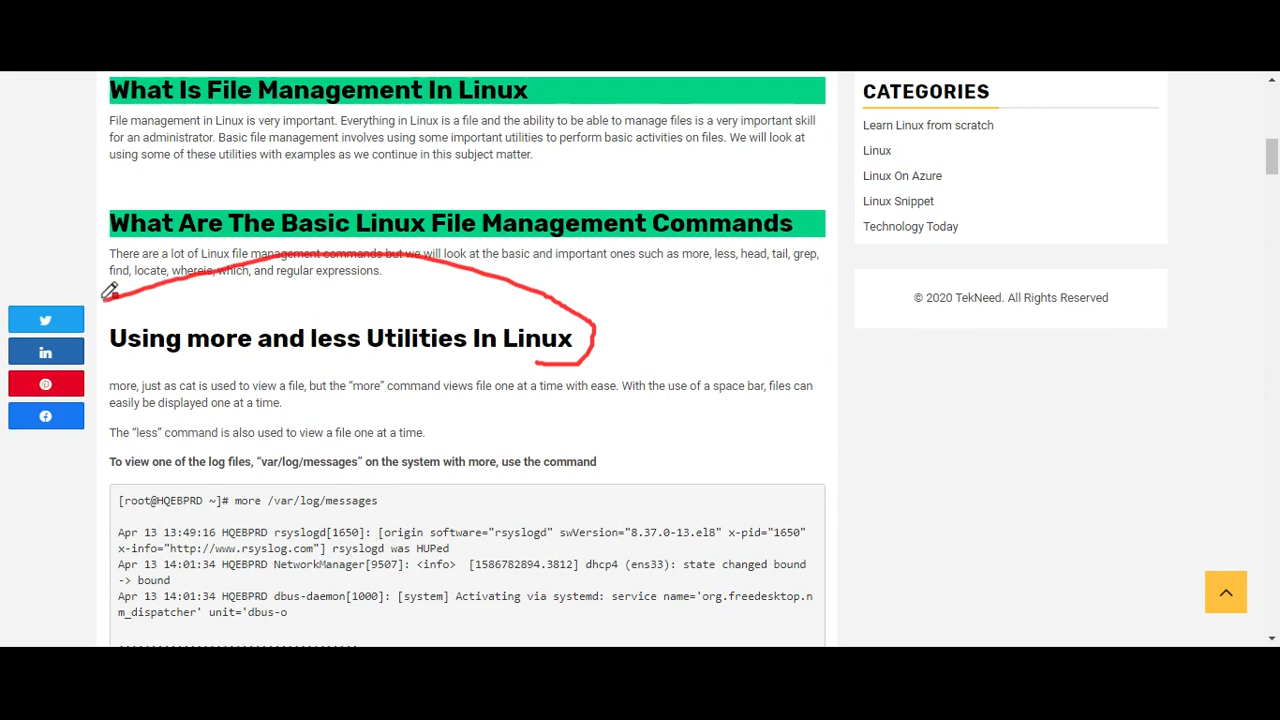 What Is File Management In Linux
File management in Linux is very important. Everything in Linux is a file and the ability to be able to manage files is a very important skill
for an administrator. Basic file management involves using some important utilities to perform basic activities on files. We will look at
using some of these utilities with examples as we continue in this subject matter.
What Are The Basic Linux File Management Commands
There are a lot of Linux file management commands but we will look at the basic and important ones such as more, less, head, tail, grep,
find, locate, whereis, which, and regular expressions.
Using more and less Utilities In Linux
more, just as cat is used to view a file, but the “more” command views file one at a time with ease. With the use of a space bar, files can
easily be displayed one at a time.
The “less” command is also used to view a file one at a time.
To view one of the log files, “var/log/messages” on the system with more, use the command
[root@HQEBPRD ~]# more /var/log/messages
Apr 13 13:49:16 HQEBPRD rsyslogd[1650]: [origin software="rsyslogd" swVersion="8.37.0-13.el8" x-pid="1650"
x-info="http://www.rsyslog.com"] rsyslogd was HUPed
Apr 13 14:01:34 HQEBPRD NetworkManager[9507]: <info>  [1586782894.3812] dhcp4 (ens33): state changed bound
-> bound
Apr 13 14:01:34 HQEBPRD dbus-daemon[1000]: [system] Activating via systemd: service name='org.freedesktop.n
m_dispatcher' unit='dbus-o
CATEGORIES
Learn Linux from scratch
Linux
Linux On Azure
Linux Snippet
Technology Today
© 2020 TekNeed. All Rights Reserved